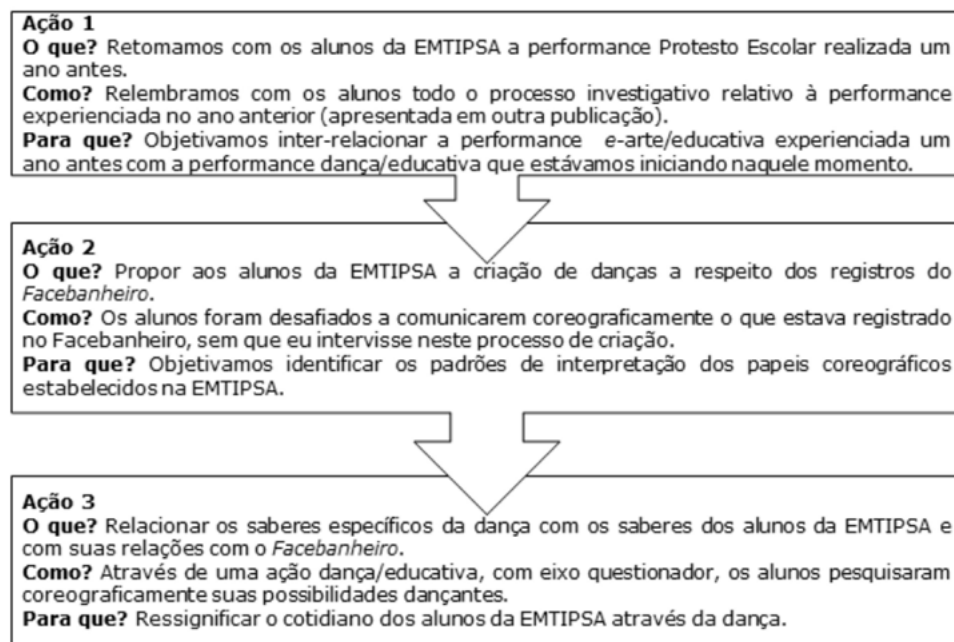 Ação 1
O que? Retomamos com os alunos da EMTIPSA a performance Protesto Escolar realizada um
ano antes.
Como? Relembramos com os alunos todo o processo investigativo relativo à performance
experienciada no ano anterior (apresentada em outra publicação).
Para que? Objetivamos inter-relacionar a performance e-arte/educativa experienciada um
ano antes com a performance dança/educativa que estávamos iniciando naquele momento.
Ação 2
O que? Propor aos alunos da EMTIPSA a criação de danças a respeito dos registros do
Facebanheiro.
Como? Os alunos foram desafiados a comunicarem coreograficamente o que estava registrado
no Facebanheiro, sem que eu intervisse neste processo de criação.
Para que? Objetivamos identificar os padrões de interpretação dos papeis coreográficos
estabelecidos na EMTIPSA.
Ação 3
O que? Relacionar os saberes específicos da dança com os saberes dos alunos da EMTIPSA e
com suas relações com o Facebanheiro.
Como? Através de uma ação dança/educativa, com eixo questionador, os alunos pesquisaram
coreograficamente suas possibilidades dançantes.
Para que? Ressignificar o cotidiano dos alunos da EMTIPSA através da dança.